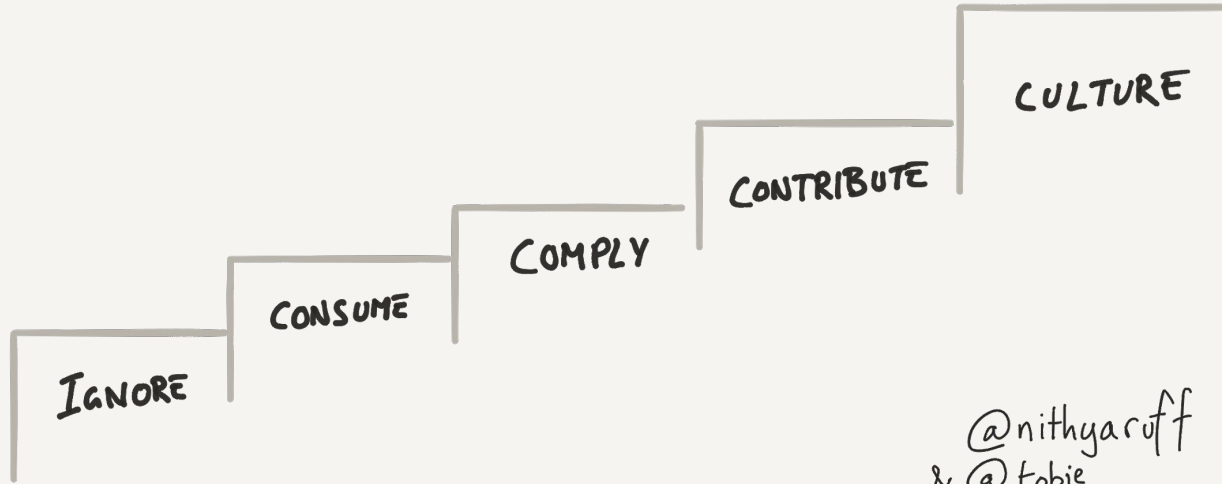 IGNORE
CONSUME
COMPLY
CONTRIBUTE
CULTURE
@nithyaruff
& @tobie